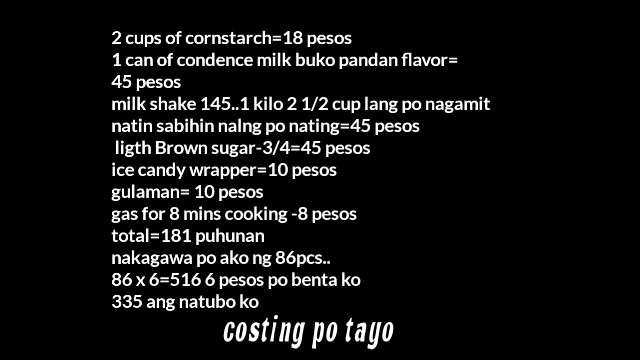 2 cups of cornstarch=18 pesos
1 can of condence milk buko pandan flavor=
45 pesos
milk shake 145..1 kilo 2 1/2 cup lang po nagamit
natin sabihin nalng po nating=45 pesos
ligth Brown sugar-3/4=45 pesos
ice candy wrapper=10 pesos
gulaman= 10 pesos
gas for 8 mins cooking -8 pesos
total=181 puhunan
nakagawa po ako ng 86pcs..
86 x 6=516 6 pesos po benta ko
335 ang natubo ko
costing po tayo